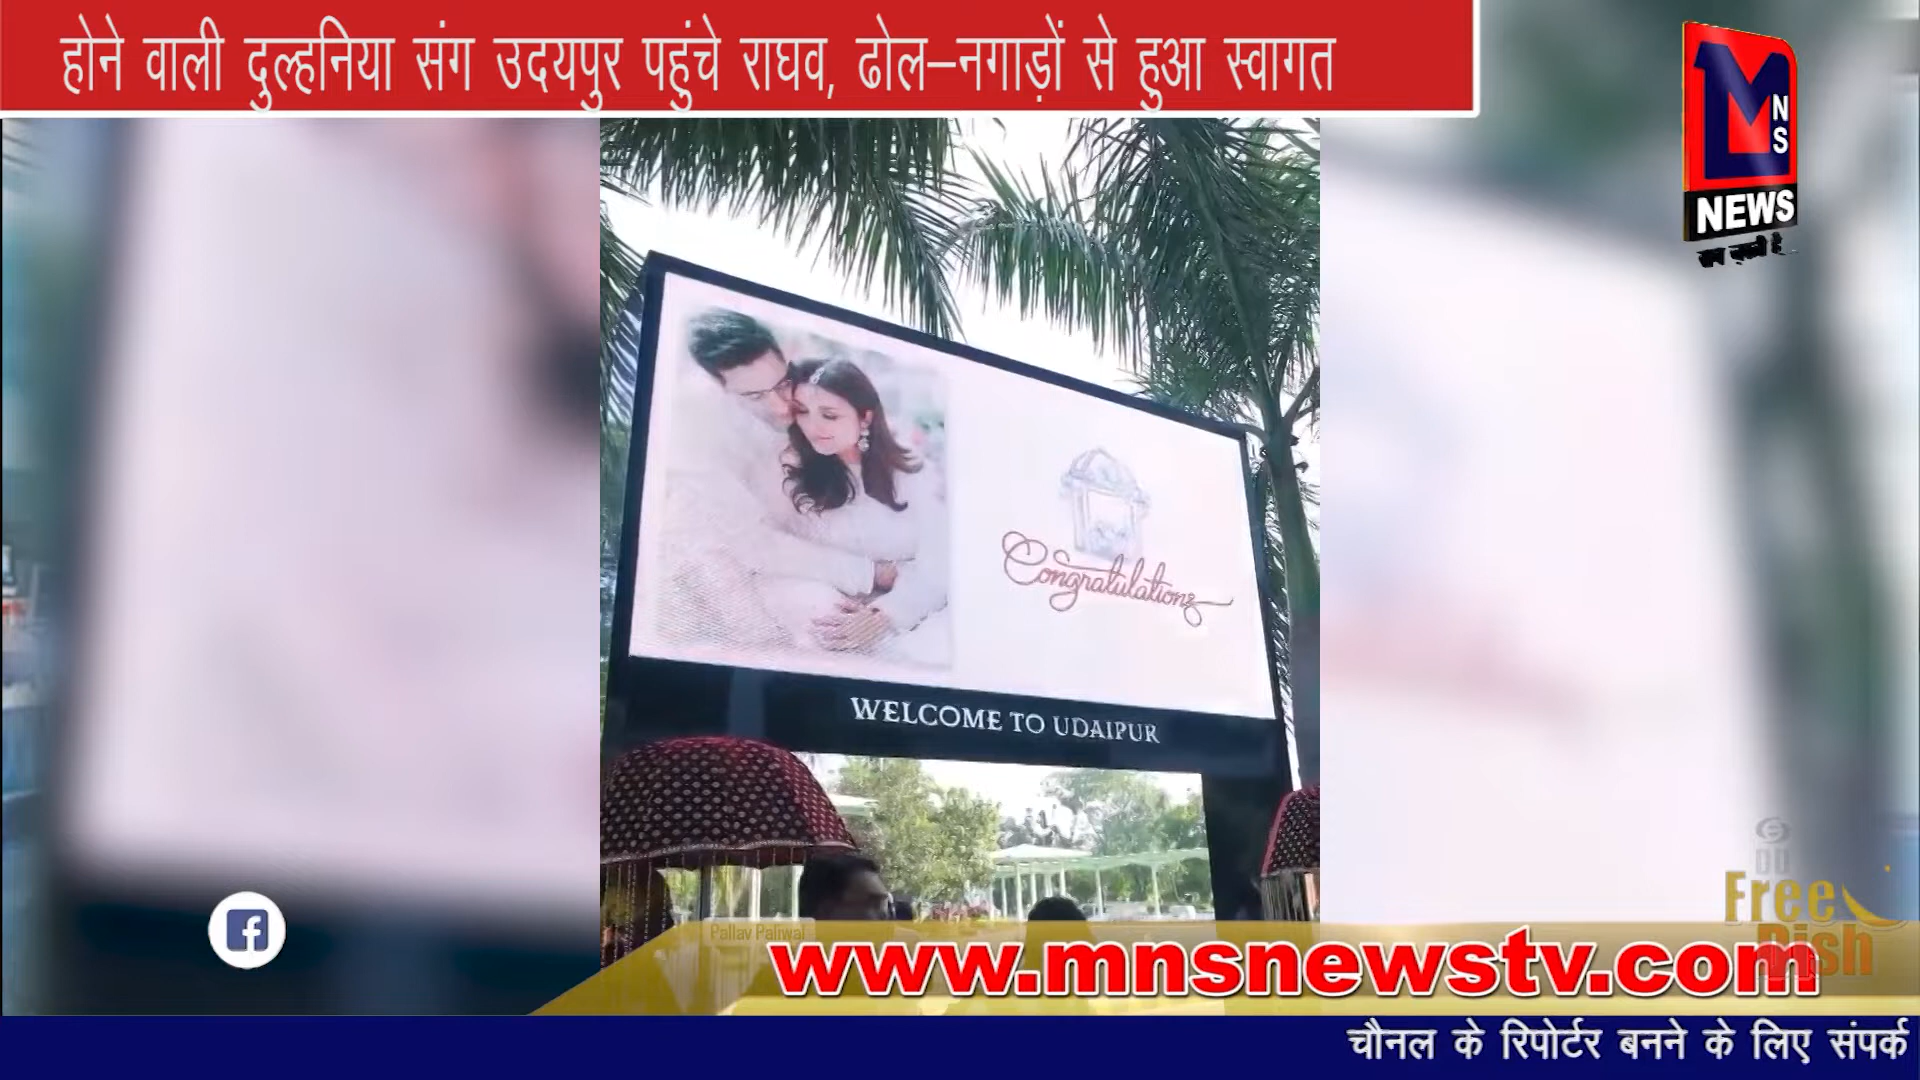 होने वाली दुल्हनिया संग उदयपुर पहुंचे राघव, ढोल–नगाड़ों से हुआ स्वागत
M
N
S
NEWS
Congratulations
WELCOME TO UDAIPUR
Pallav Paliwal
DD
Free
Dish
www.mnsnewstv.com
चौनल के रिपोर्टर बनने के लिए संपर्क